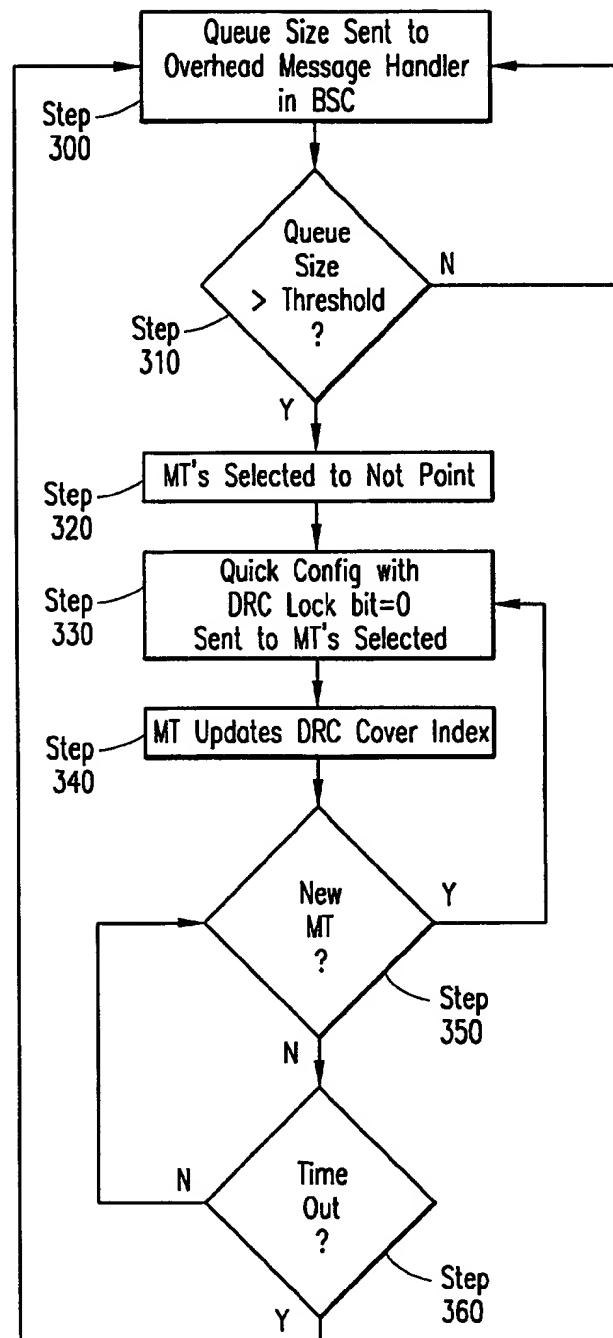 Queue Size Sent to
Overhead Message Handler
in BSC
Step
300
Queue
Size
> Threshold
?
N
Step
310
Y
MT's Selected to Not Point
Step
320
Quick Config with
DRC Lock bit=0
Sent to MT's Selected
Step
330
MT Updates DRC Cover Index
Step
340
New
MT
?
Y
Step
350
N
Time
Out
?
N
Step
360
Y